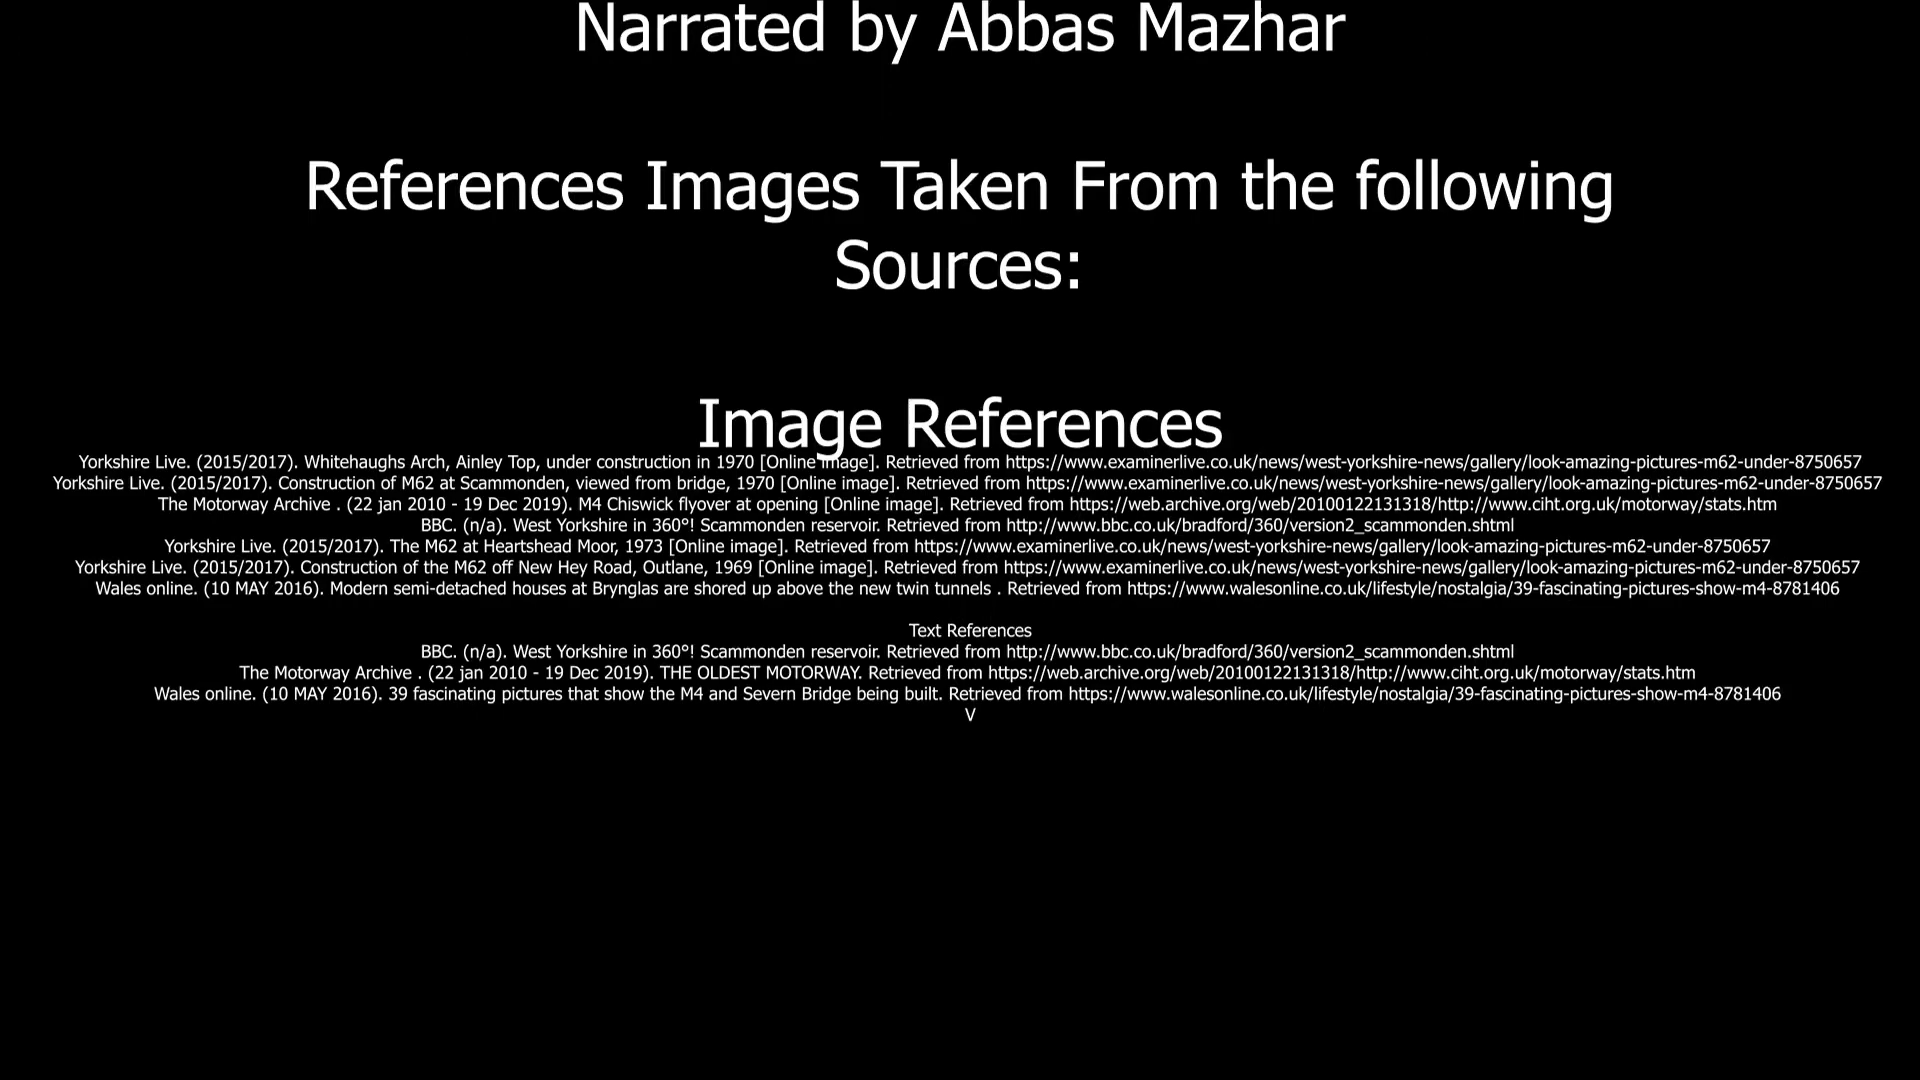 Narrated by Abbas Mazhar
References Images Taken From the following
Sources:
Image References
Yorkshire Live. (2015/2017). Whitehaughs Arch, Ainley Top, under construction in 1970 [Online image]. Retrieved from https://www.examinerlive.co.uk/news/west-yorkshire-news/gallery/look-amazing-pictures-m62-under-8750657
Yorkshire Live. (2015/2017). Construction of M62 at Scammonden, viewed from bridge, 1970 [Online image]. Retrieved from https://www.examinerlive.co.uk/news/west-yorkshire-news/gallery/look-amazing-pictures-m62-under-8750657
The Motorway Archive . (22 jan 2010 - 19 Dec 2019). M4 Chiswick flyover at opening [Online image]. Retrieved from https://web.archive.org/web/20100122131318/http://www.ciht.org.uk/motorway/stats.htm
BBC. (n/a). West Yorkshire in 360°! Scammonden reservoir. Retrieved from http://www.bbc.co.uk/bradford/360/version2_scammonden.shtml
Yorkshire Live. (2015/2017). The M62 at Heartshead Moor, 1973 [Online image]. Retrieved from https://www.examinerlive.co.uk/news/west-yorkshire-news/gallery/look-amazing-pictures-m62-under-8750657
Yorkshire Live. (2015/2017). Construction of the M62 off New Hey Road, Outlane, 1969 [Online image]. Retrieved from https://www.examinerlive.co.uk/news/west-yorkshire-news/gallery/look-amazing-pictures-m62-under-8750657
Wales online. (10 MAY 2016). Modern semi-detached houses at Brynglas are shored up above the new twin tunnels . Retrieved from https://www.walesonline.co.uk/lifestyle/nostalgia/39-fascinating-pictures-show-m4-8781406
Text References
BBC. (n/a). West Yorkshire in 360°! Scammonden reservoir. Retrieved from http://www.bbc.co.uk/bradford/360/version2_scammonden.shtml
The Motorway Archive . (22 jan 2010 - 19 Dec 2019). THE OLDEST MOTORWAY. Retrieved from https://web.archive.org/web/20100122131318/http://www.ciht.org.uk/motorway/stats.htm
Wales online. (10 MAY 2016). 39 fascinating pictures that show the M4 and Severn Bridge being built. Retrieved from https://www.walesonline.co.uk/lifestyle/nostalgia/39-fascinating-pictures-show-m4-8781406
V